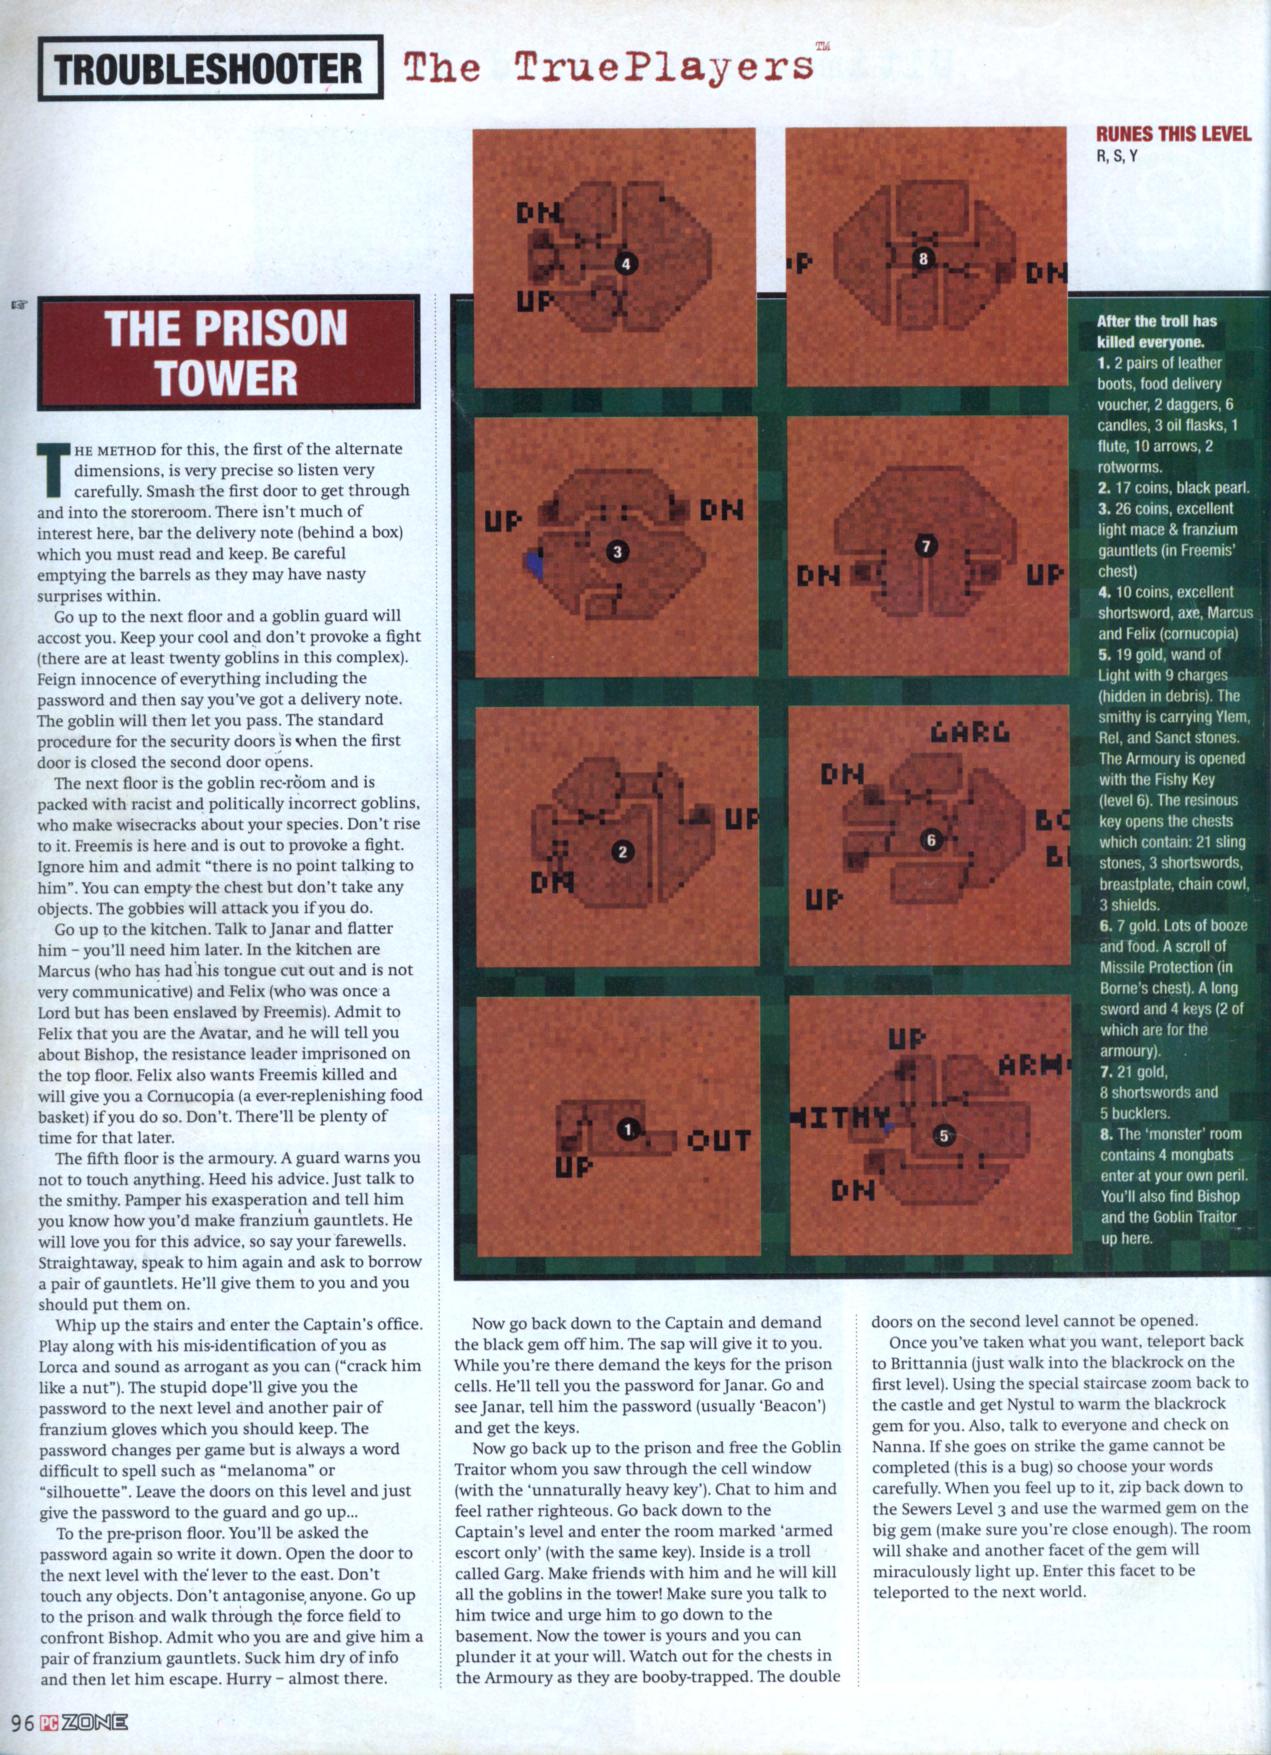 TROUBLESHOOTER The TruePlayers™
RUNES THIS LEVEL
R, S, Y
THE PRISON
TOWER
THE METHOD for this, the first of the alternate
dimensions, is very precise so listen very
carefully. Smash the first door to get through
and into the storeroom. There isn't much of
interest here, bar the delivery note (behind a box)
which you must read and keep. Be careful
emptying the barrels as they may have nasty
surprises within.
Go up to the next floor and a goblin guard will
accost you. Keep your cool and don't provoke a fight
(there are at least twenty goblins in this complex).
Feign innocence of everything including the
password and then say you've got a delivery note.
The goblin will then let you pass. The standard
procedure for the security doors is when the first
door is closed the second door opens.
The next floor is the goblin rec-room and is
packed with racist and politically incorrect goblins,
who make wisecracks about your species. Don't rise
to it. Freemis is here and is out to provoke a fight.
Ignore him and admit "there is no point talking to
him". You can empty the chest but don't take any
objects. The gobbies will attack you if you do.
Go up to the kitchen. Talk to Janar and flatter
him – you'll need him later. In the kitchen are
Marcus (who has had his tongue cut out and is not
very communicative) and Felix (who was once a
Lord but has been enslaved by Freemis). Admit to
Felix that you are the Avatar, and he will tell you
about Bishop, the resistance leader imprisoned on
the top floor. Felix also wants Freemis killed and
will give you a Cornucopia (a ever-replenishing food
basket) if you do so. Don't. There'll be plenty of
time for that later.
The fifth floor is the armoury. A guard warns you
not to touch anything. Heed his advice. Just talk to
the smithy. Pamper his exasperation and tell him
you know how you'd make franzium gauntlets. He
will love you for this advice, so say your farewells.
Straightaway, speak to him again and ask to borrow
a pair of gauntlets. He'll give them to you and you
should put them on.
Whip up the stairs and enter the Captain's office.
Play along with his mis-identification of you as
Lorca and sound as arrogant as you can ("crack him
like a nut"). The stupid dope'll give you the
password to the next level and another pair of
franzium gloves which you should keep. The
password changes per game but is always a word
difficult to spell such as "melanoma" or
"silhouette". Leave the doors on this level and just
give the password to the guard and go up...
To the pre-prison floor. You'll be asked the
password again so write it down. Open the door to
the next level with the lever to the east. Don't
touch any objects. Don't antagonise anyone. Go up
to the prison and walk through the force field to
confront Bishop. Admit who you are and give him a
pair of franzium gauntlets. Suck him dry of info
and then let him escape. Hurry – almost there.
DN
4
UP
8
DN
UP
3
DN
7
DN
UP
2
UP
DN
GARG
DN
6
UP
1
OUT
UP
UP
5
DN
After the troll has
killed everyone.
1. 2 pairs of leather
boots, food delivery
voucher, 2 daggers, 6
candles, 3 oil flasks, 1
flute, 10 arrows, 2
rotworms.
2. 17 coins, black pearl.
3. 26 coins, excellent
light mace & franzium
gauntlets (in Freemis'
chest)
4. 10 coins, excellent
shortsword, axe, Marcus
and Felix (cornucopia)
5. 19 gold, wand of
Light with 9 charges
(hidden in debris). The
smithy is carrying Ylem,
Rel, and Sanct stones.
The Armoury is opened
with the Fishy Key
(level 6). The resinous
key opens the chests
which contain: 21 sling
stones, 3 shortswords,
breastplate, chain cowl,
3 shields.
6. 7 gold. Lots of booze
and food. A scroll of
Missile Protection (in
Borne's chest). A long
sword and 4 keys (2 of
which are for the
armoury).
7. 21 gold,
8 shortswords and
5 bucklers.
8. The 'monster' room
contains 4 mongbats
enter at your own peril.
You'll also find Bishop
and the Goblin Traitor
up here.
Now go back down to the Captain and demand
the black gem off him. The sap will give it to you.
While you're there demand the keys for the prison
cells. He'll tell you the password for Janar. Go and
see Janar, tell him the password (usually 'Beacon')
and get the keys.
Now go back up to the prison and free the Goblin
Traitor whom you saw through the cell window
(with the 'unnaturally heavy key'). Chat to him and
feel rather righteous. Go back down to the
Captain's level and enter the room marked 'armed
escort only' (with the same key). Inside is a troll
called Garg. Make friends with him and he will kill
all the goblins in the tower! Make sure you talk to
him twice and urge him to go down to the
basement. Now the tower is yours and you can
plunder it at your will. Watch out for the chests in
the Armoury as they are booby-trapped. The double
doors on the second level cannot be opened.
Once you've taken what you want, teleport back
to Brittannia (just walk into the blackrock on the
first level). Using the special staircase zoom back to
the castle and get Nystul to warm the blackrock
gem for you. Also, talk to everyone and check on
Nanna. If she goes on strike the game cannot be
completed (this is a bug) so choose your words
carefully. When you feel up to it, zip back down to
the Sewers Level 3 and use the warmed gem on the
big gem (make sure you're close enough). The room
will shake and another facet of the gem will
miraculously light up. Enter this facet to be
teleported to the next world.
96 PC ZONE